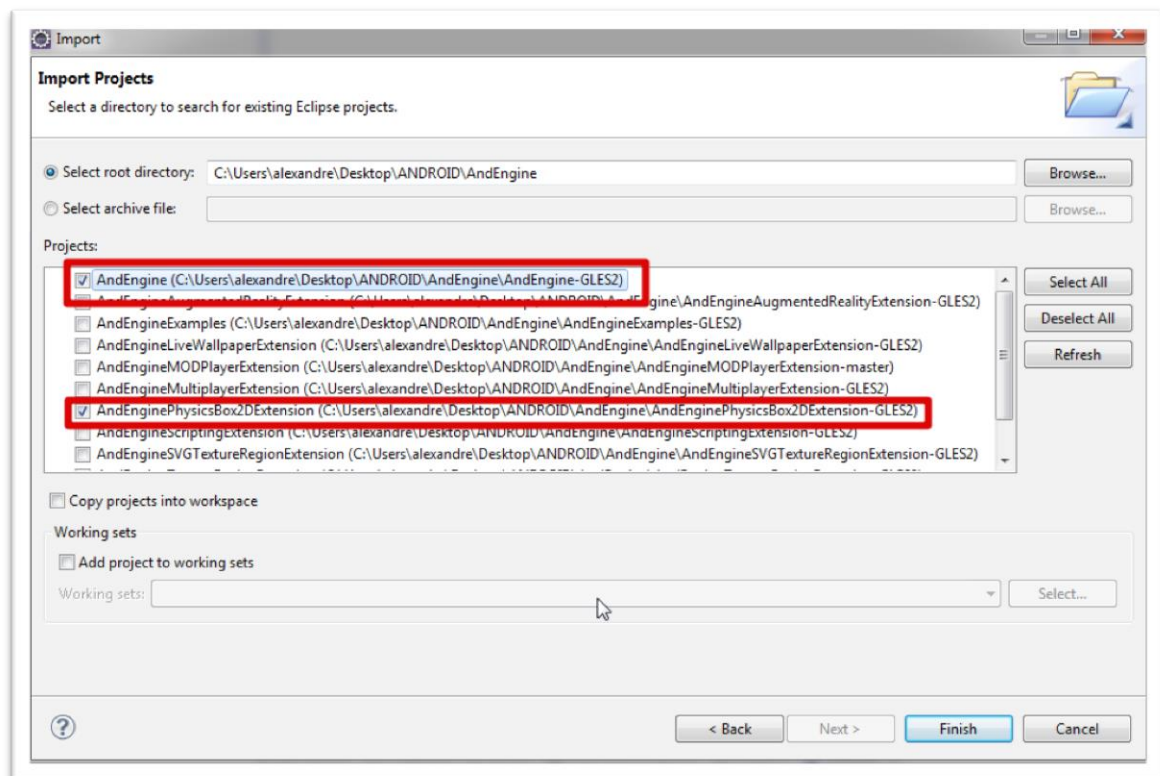 Import
Import Projects
Select a directory to search for existing Eclipse projects.
Select root directory: C:\Users\alexandre\Desktop\ANDROID\AndEngine Browse...
Select archive file: Browse...
Projects:
AndEngine (C:\Users\alexandre\Desktop\ANDROID\AndEngine\AndEngine-GLES2) Select All
AndEngineAugmentedRealityExtension (C:\Users\alexandre\Desktop\ANDROID\AndEngine\AndEngineAugmentedRealityExtension-GLES2)
AndEngineExamples (C:\Users\alexandre\Desktop\ANDROID\AndEngine\AndEngineExamples-GLES2) Deselect All
AndEngineLiveWallpaperExtension (C:\Users\alexandre\Desktop\ANDROID\AndEngine\AndEngineLiveWallpaperExtension-GLES2) Refresh
AndEngineMODPlayerExtension (C:\Users\alexandre\Desktop\ANDROID\AndEngine\AndEngineMODPlayerExtension-master)
AndEngineMultiplayerExtension (C:\Users\alexandre\Desktop\ANDROID\AndEngine\AndEngineMultiplayerExtension-GLES2)
AndEnginePhysicsBox2DExtension (C:\Users\alexandre\Desktop\ANDROID\AndEngine\AndEnginePhysicsBox2DExtension-GLES2)
AndEngineScriptingExtension (C:\Users\alexandre\Desktop\ANDROID\AndEngine\AndEngineScriptingExtension-GLES2)
AndEngineSVGTextureRegionExtension (C:\Users\alexandre\Desktop\ANDROID\AndEngine\AndEngineSVGTextureRegionExtension-GLES2)
Copy projects into workspace
Working sets
Add project to working sets
Working sets: Select...
< Back Next > Finish Cancel